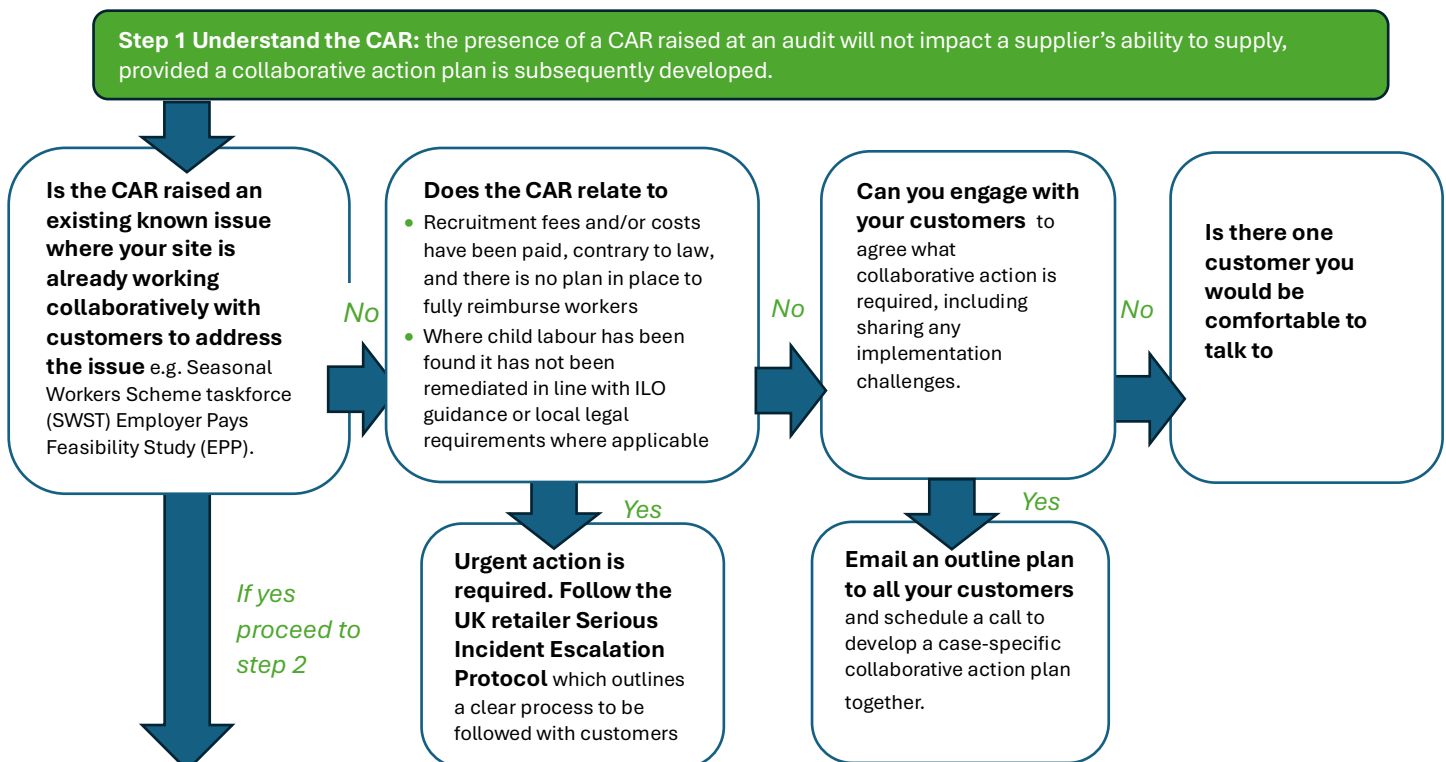 Step 1 Understand the CAR: the presence of a CAR raised at an audit will not impact a supplier’s ability to supply,
provided a collaborative action plan is subsequently developed.
Is the CAR raised an
existing known issue
where your site is
already working
collaboratively with
customers to address
the issue e.g. Seasonal
Workers Scheme taskforce
(SWST) Employer Pays
Feasibility Study (EPP).
No
Does the CAR relate to
• Recruitment fees and/or costs
have been paid, contrary to law,
and there is no plan in place to
fully reimburse workers
• Where child labour has been
found it has not been
remediated in line with ILO
guidance or local legal
requirements where applicable
No
Can you engage with
your customers to
agree what
collaborative action is
required, including
sharing any
implementation
challenges.
No
Is there one
customer you
would be
comfortable to
talk to
If yes
proceed to
step 2
Yes
Urgent action is
required. Follow the
UK retailer Serious
Incident Escalation
Protocol which outlines
a clear process to be
followed with customers
Yes
Email an outline plan
to all your customers
and schedule a call to
develop a case-specific
collaborative action plan
together.